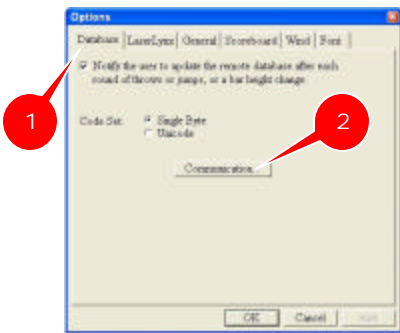 Options
Database LaserLynx General Scoreboard Wind Font
Notify the user to update the remote database after each
round of throws or jumps, or a bar height change.
1
Code Set: Single Byte
Unicode
2
Communication...
OK Cancel